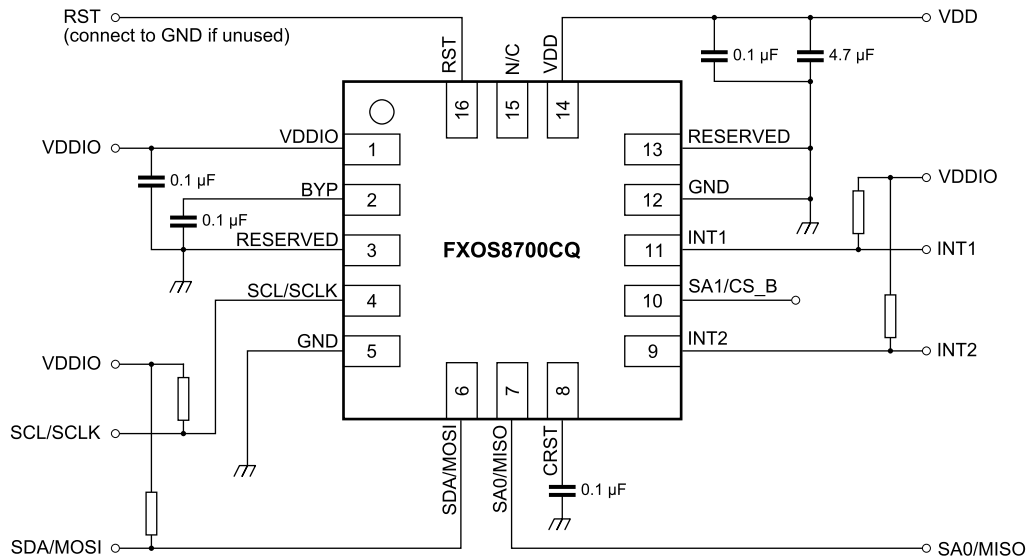 RST
(connect to GND if unused)
RST
N/C
VDD
VDD
0.1 µF
4.7 µF
16
15
14
VDDIO
VDDIO
1
13
RESERVED
0.1 µF
BYP
2
12
GND
VDDIO
0.1 µF
RESERVED
3
FXOS8700CQ
11
INT1
INT1
SCL/SCLK
4
10
SA1/CS_B
GND
5
9
INT2
INT2
VDDIO
6
7
8
SCL/SCLK
SDA/MOSI
SA0/MISO
CRST
0.1 µF
SDA/MOSI
SA0/MISO